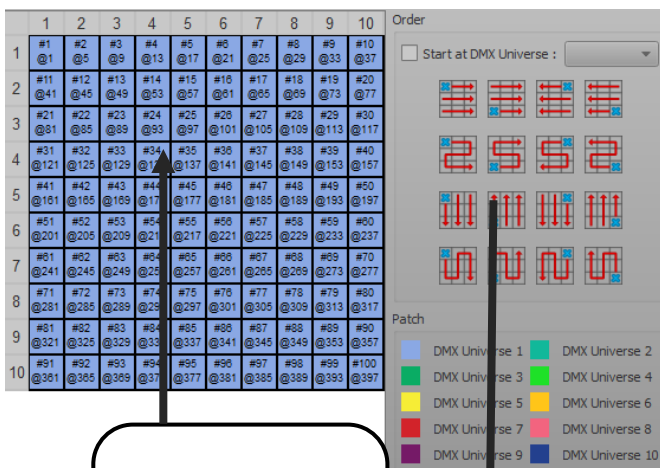 1 2 3 4 5 6 7 8 9 10 Order
Start at DMX Universe :
1 #1 #2 #3 #4 #5 #6 #7 #8 #9 #10
@1 @5 @9 @13 @17 @21 @25 @29 @33 @37
2 #11 #12 #13 #14 #15 #16 #17 #18 #19 #20
@41 @45 @49 @53 @57 @61 @65 @69 @73 @77
3 #21 #22 #23 #24 #25 #26 #27 #28 #29 #30
@81 @85 @89 @93 @97 @101 @105 @109 @113 @117
4 #31 #32 #33 #34 #35 #36 #37 #38 #39 #40
@121 @125 @129 @137 @141 @145 @149 @153 @157
5 #41 #42 #43 #44 #45 #46 #47 #48 #49 #50
@161 @165 @169 @177 @181 @185 @189 @193 @197
6 #51 #52 #53 #54 #55 #56 #57 #58 #59 #60
@201 @205 @209 @217 @221 @225 @229 @233 @237
7 #61 #62 #63 #64 #65 #66 #67 #68 #69 #70
@241 @245 @249 @257 @261 @265 @269 @273 @277
8 #71 #72 #73 #74 #75 #76 #77 #78 #79 #80
@281 @285 @289 @297 @301 @305 @309 @313 @317
9 #81 #82 #83 #84 #85 #86 #87 #88 #89 #90
@321 @325 @329 @337 @341 @345 @349 @353 @357
10 #91 #92 #93 #94 #95 #96 #97 #98 #99 #100
@361 @365 @369 @377 @381 @385 @389 @393 @397
Patch
DMX Universe 1 DMX Universe 2
DMX Universe 3 DMX Universe 4
DMX Universe 5 DMX Universe 6
DMX Universe 7 DMX Universe 8
DMX Universe 9 DMX Universe 10